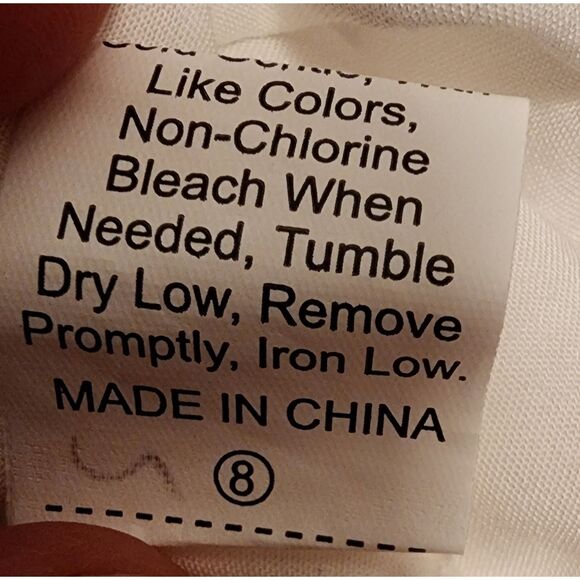 Like Colors,
Non-Chlorine
Bleach When
Needed, Tumble
Dry Low, Remove
Promptly, Iron Low.
MADE IN CHINA
8